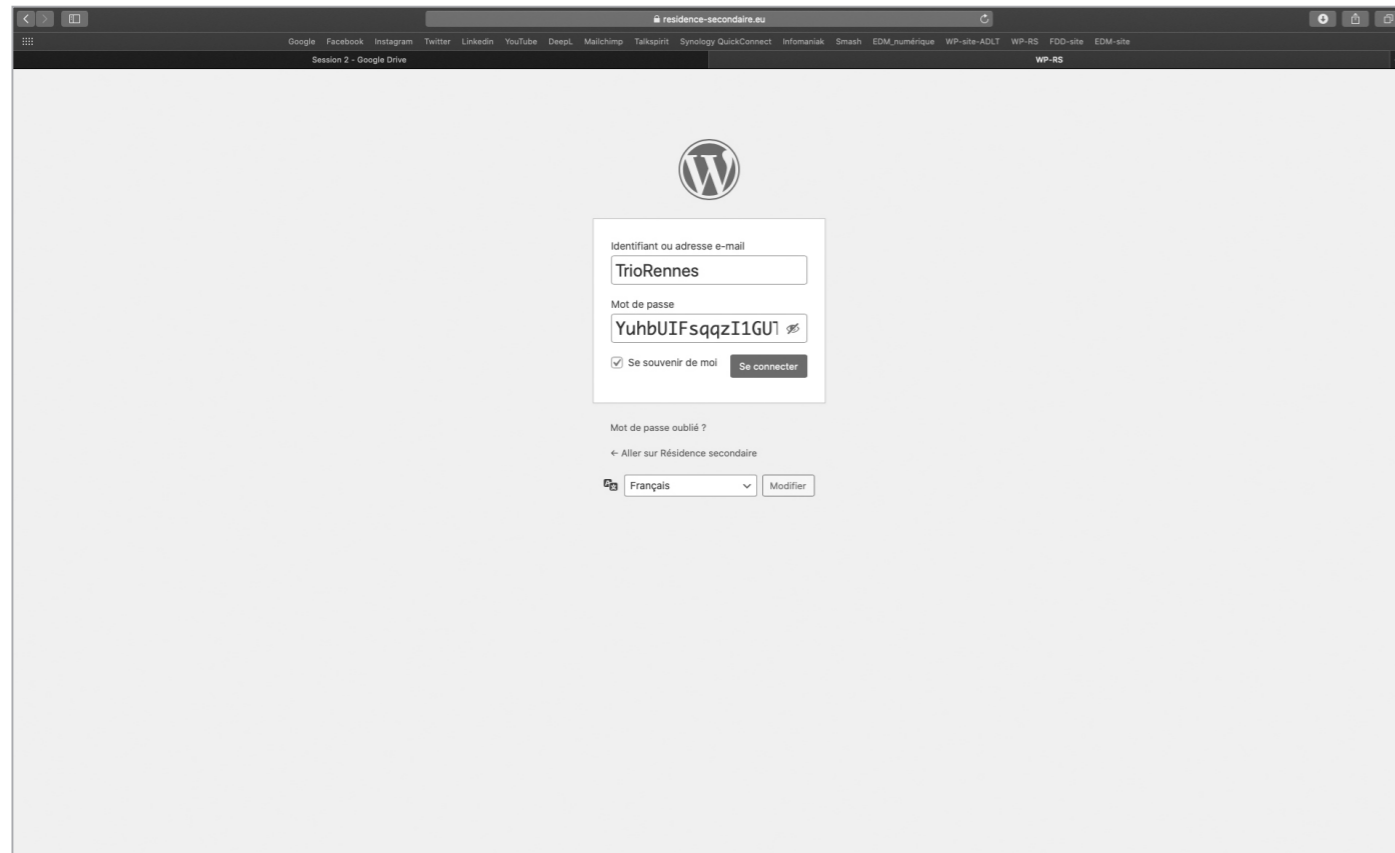 residence-secondaire.eu
Google Facebook Instagram Twitter Linkedin YouTube DeepL Mailchimp Talkspirit Synology QuickConnect Infomaniak Smash EDM_numérique WP-site-ADLT WP-RS FDD-site EDM-site
Session 2 - Google Drive WP-RS
Identifiant ou adresse e-mail
TrioRennes
Mot de passe
YuhbUIFsqqzI1GUT
Se souvenir de moi Se connecter
Mot de passe oublié ?
← Aller sur Résidence secondaire
Français Modifier